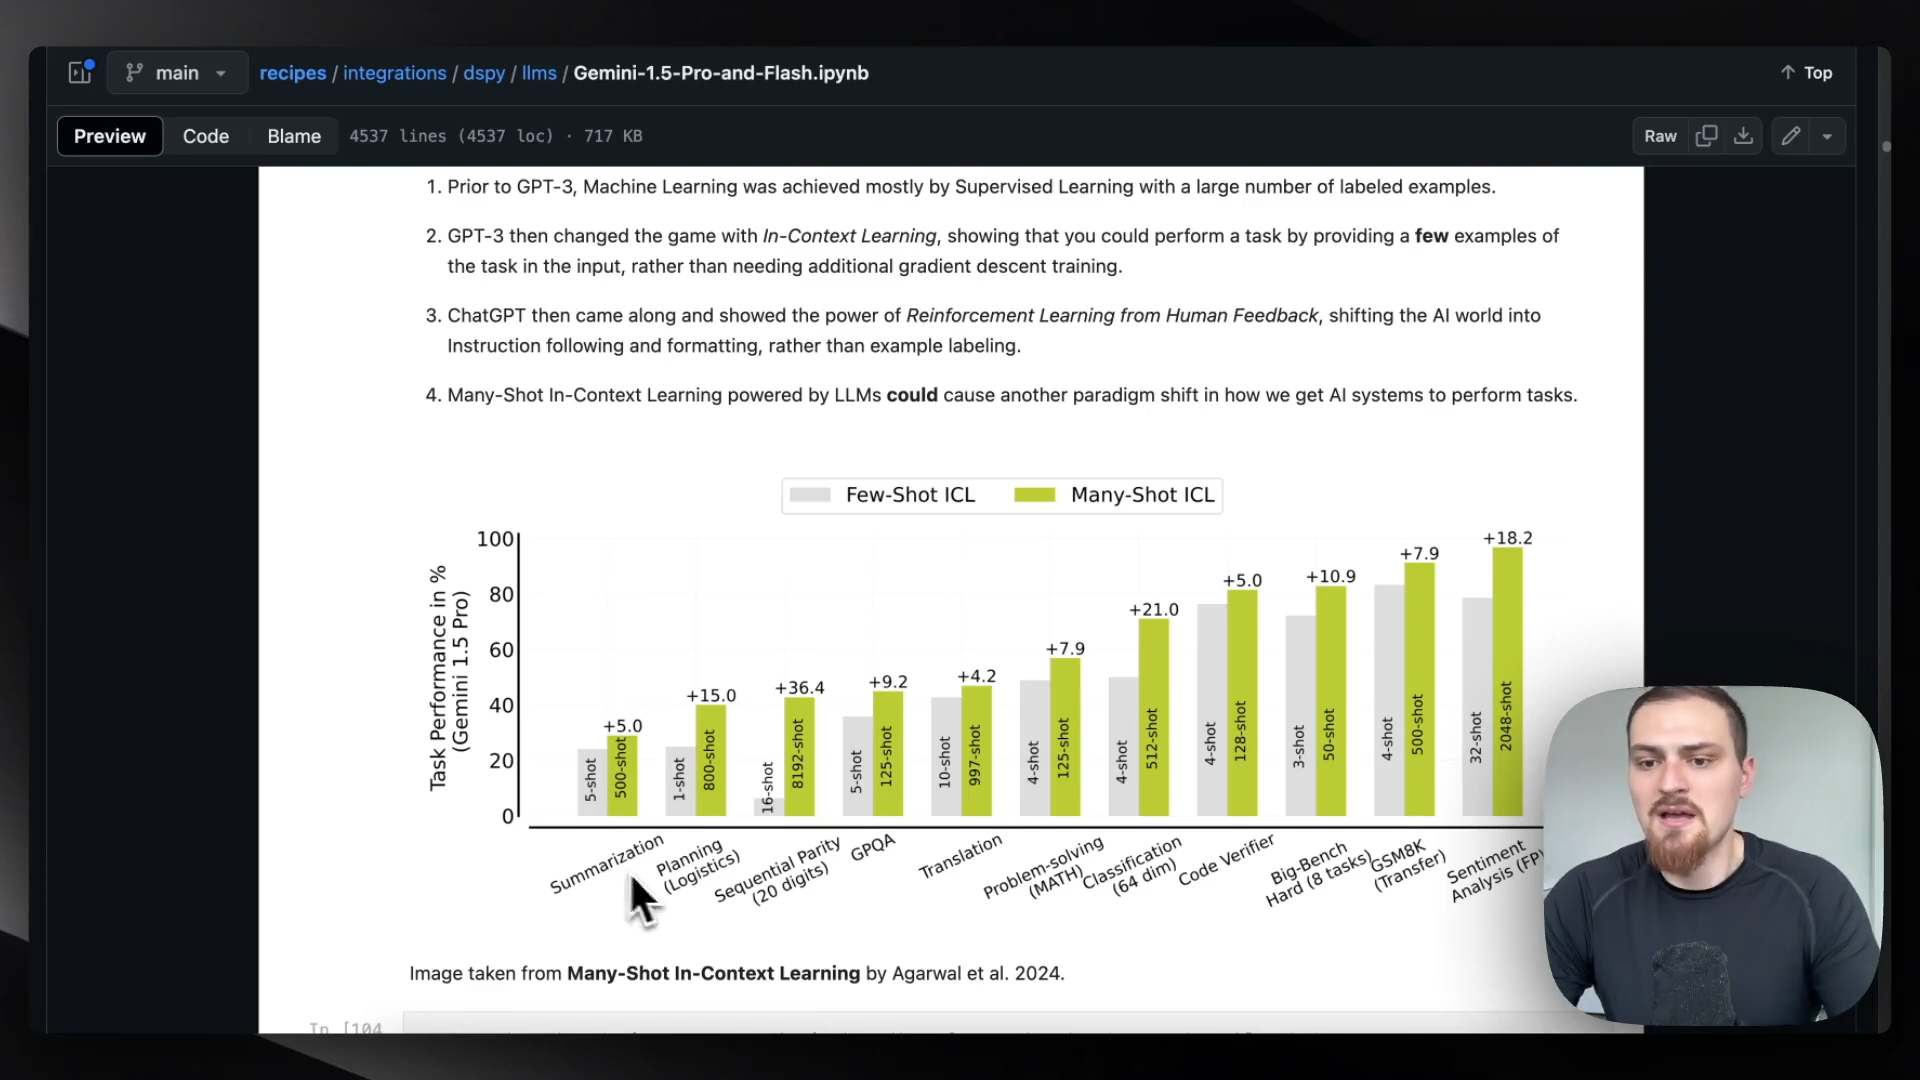 main
recipes / integrations / dspy / llms / Gemini-1.5-Pro-and-Flash.ipynb
Top
Preview
Code
Blame
4537 lines (4537 loc) · 717 KB
Raw
1. Prior to GPT-3, Machine Learning was achieved mostly by Supervised Learning with a large number of labeled examples.
2. GPT-3 then changed the game with In-Context Learning, showing that you could perform a task by providing a few examples of
the task in the input, rather than needing additional gradient descent training.
3. ChatGPT then came along and showed the power of Reinforcement Learning from Human Feedback, shifting the AI world into
Instruction following and formatting, rather than example labeling.
4. Many-Shot In-Context Learning powered by LLMs could cause another paradigm shift in how we get AI systems to perform tasks.
Few-Shot ICL
Many-Shot ICL
Task Performance in %
(Gemini 1.5 Pro)
100
80
60
40
20
0
+5.0
+15.0
+36.4
+9.2
+4.2
+7.9
+21.0
+5.0
+10.9
+7.9
+18.2
5-shot
500-shot
1-shot
800-shot
16-shot
8192-shot
5-shot
125-shot
10-shot
997-shot
4-shot
125-shot
4-shot
512-shot
4-shot
128-shot
3-shot
50-shot
4-shot
500-shot
32-shot
2048-shot
Summarization
Planning
(Logistics)
Sequential Parity
(20 digits)
GPQA
Translation
Problem-solving
(MATH)
Classification
(64 dim)
Code Verifier
Big-Bench
Hard (8 tasks)
GSM8K
(Transfer)
Sentiment
Analysis (FP)
Image taken from Many-Shot In-Context Learning by Agarwal et al. 2024.
In [104